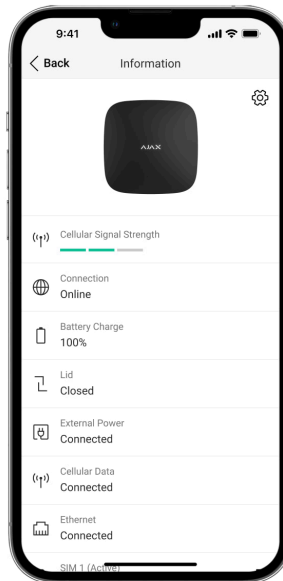 9:41
Back
Information
AJAX
Cellular Signal Strength
Connection
Online
Battery Charge
100%
Lid
Closed
External Power
Connected
Cellular Data
Connected
Ethernet
Connected
SIM 1 (Active)